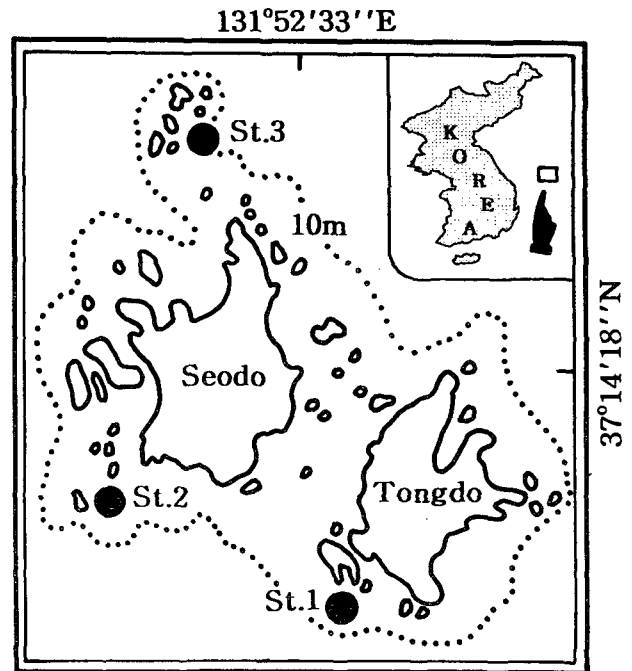 131°52'33''E
St.3
K
O
R
E
A
10m
37°14'18''N
Seodo
Tongdo
St.2
St.1